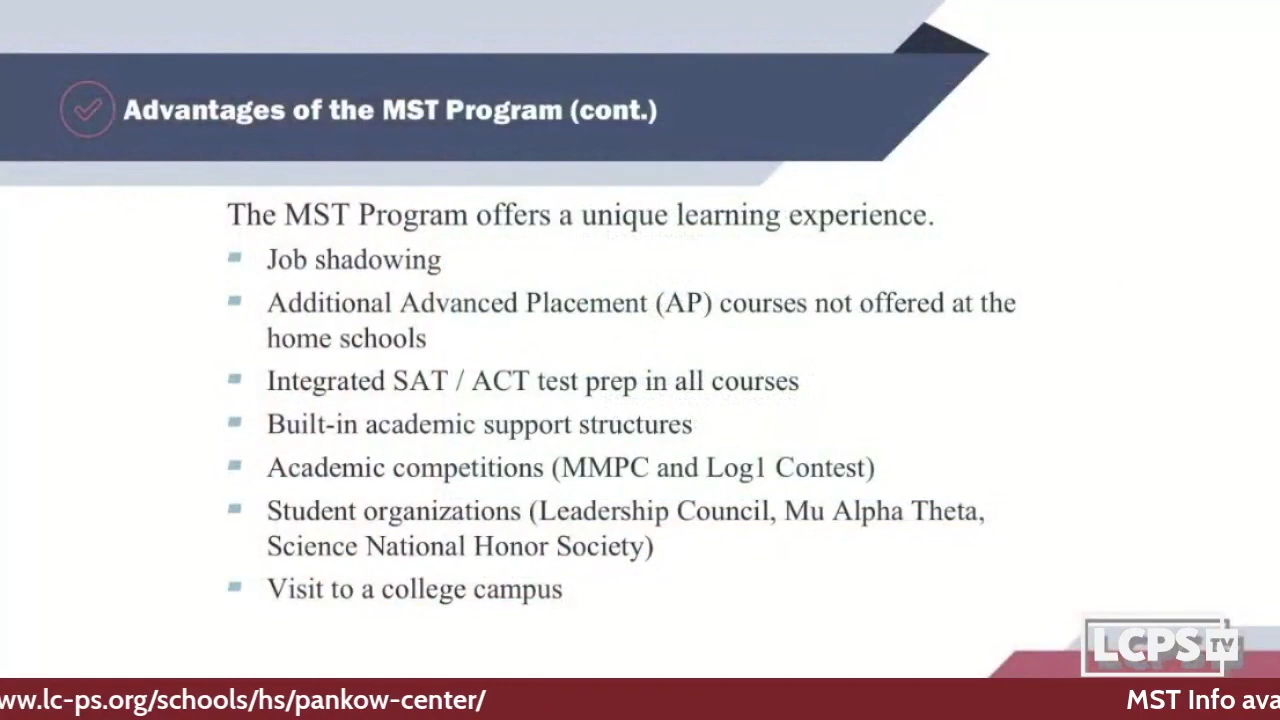 Advantages of the MST Program (cont.)
The MST Program offers a unique learning experience.
Job shadowing
Additional Advanced Placement (AP) courses not offered at the
home schools
Integrated SAT / ACT test prep in all courses
Built-in academic support structures
Academic competitions (MMPC and Log1 Contest)
Student organizations (Leadership Council, Mu Alpha Theta,
Science National Honor Society)
Visit to a college campus
LCPS TV
ww.lc-ps.org/schools/hs/pankow-center/
MST Info ava